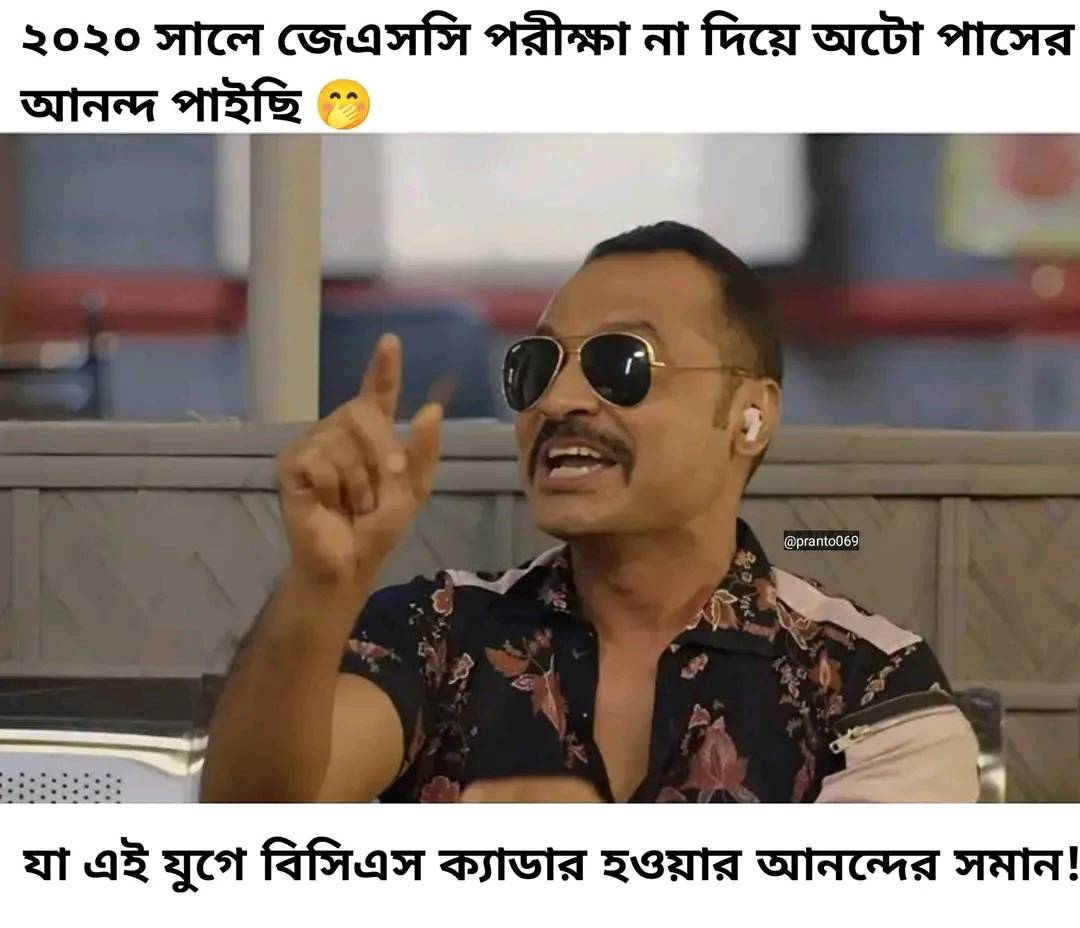 ২০২০ সালে জেএসসি পরীক্ষা না দিয়ে অটো পাসের
আনন্দ পাইছি 🤭
@pranto069
যা এই যুগে বিসিএস ক্যাডার হওয়ার আনন্দের সমান!